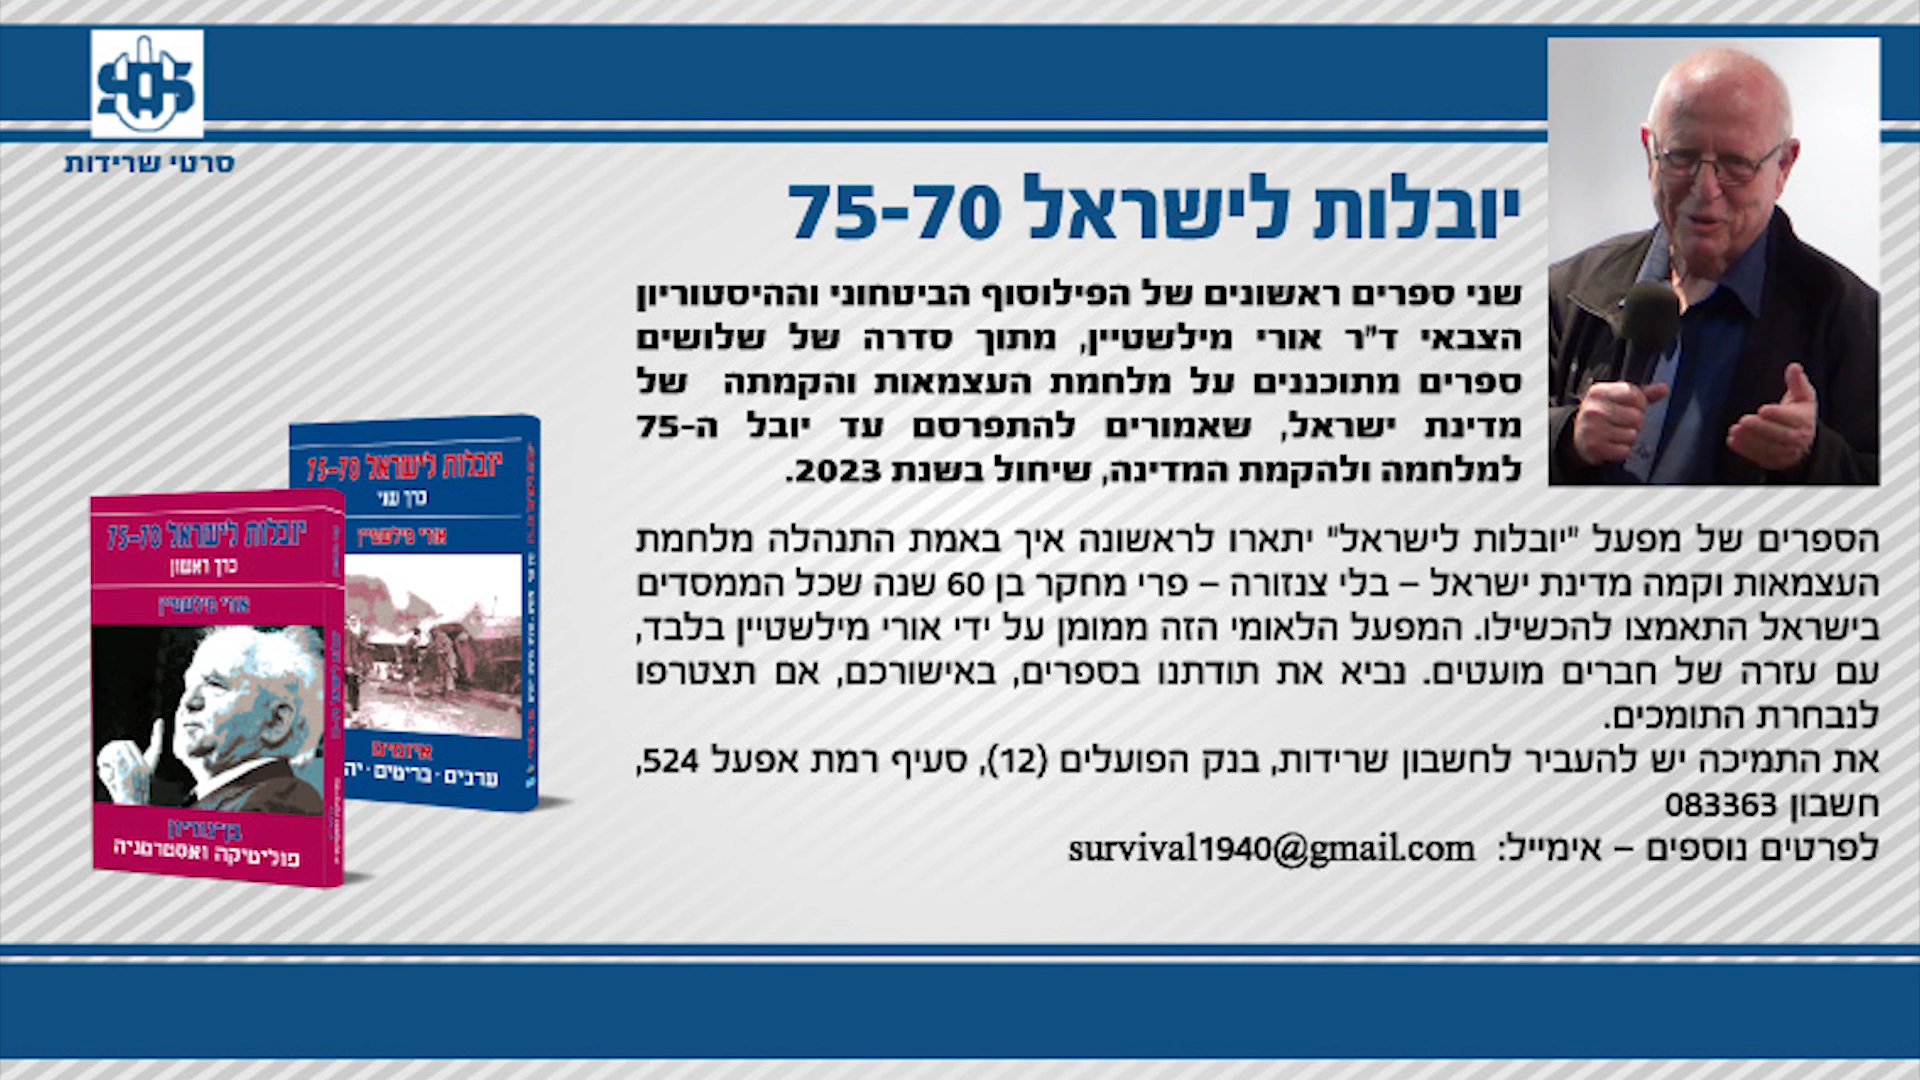 SOS
סרטי שרידות
יובלות לישראל 75-70
שני ספרים ראשונים של הפילוסוף הביטחוני וההיסטוריון
הצבאי ד"ר אורי מילשטיין, מתוך סדרה של שלושים
ספרים מתוכננים על מלחמת העצמאות והקמתה של
מדינת ישראל, שאמורים להתפרסם עד יובל ה-75
למלחמה ולהקמת המדינה, שיחול בשנת 2023.
הספרים של מפעל "יובלות לישראל" יתארו לראשונה איך באמת התנהלה מלחמת
העצמאות וקמה מדינת ישראל – בלי צנזורה – פרי מחקר בן 60 שנה שכל הממסדים
בישראל התאמצו להכשילו. המפעל הלאומי הזה ממומן על ידי אורי מילשטיין בלבד,
עם עזרה של חברים מועטים. נביא את תודתנו בספרים, באישורכם, אם תצטרפו
לנבחרת התומכים.
את התמיכה יש להעביר לחשבון שרידות, בנק הפועלים (12), סעיף רמת אפעל 524,
חשבון 083363
לפרטים נוספים – אימייל: survival1940@gmail.com
יובלות לישראל 75-70
כרך שני
אורי מילשטיין
איומים
ערבים · בריטים · יה
יובלות לישראל 75-70
כרך ראשון
אורי מילשטיין
בן-גוריון
פוליטיקה ואסטרטגיה